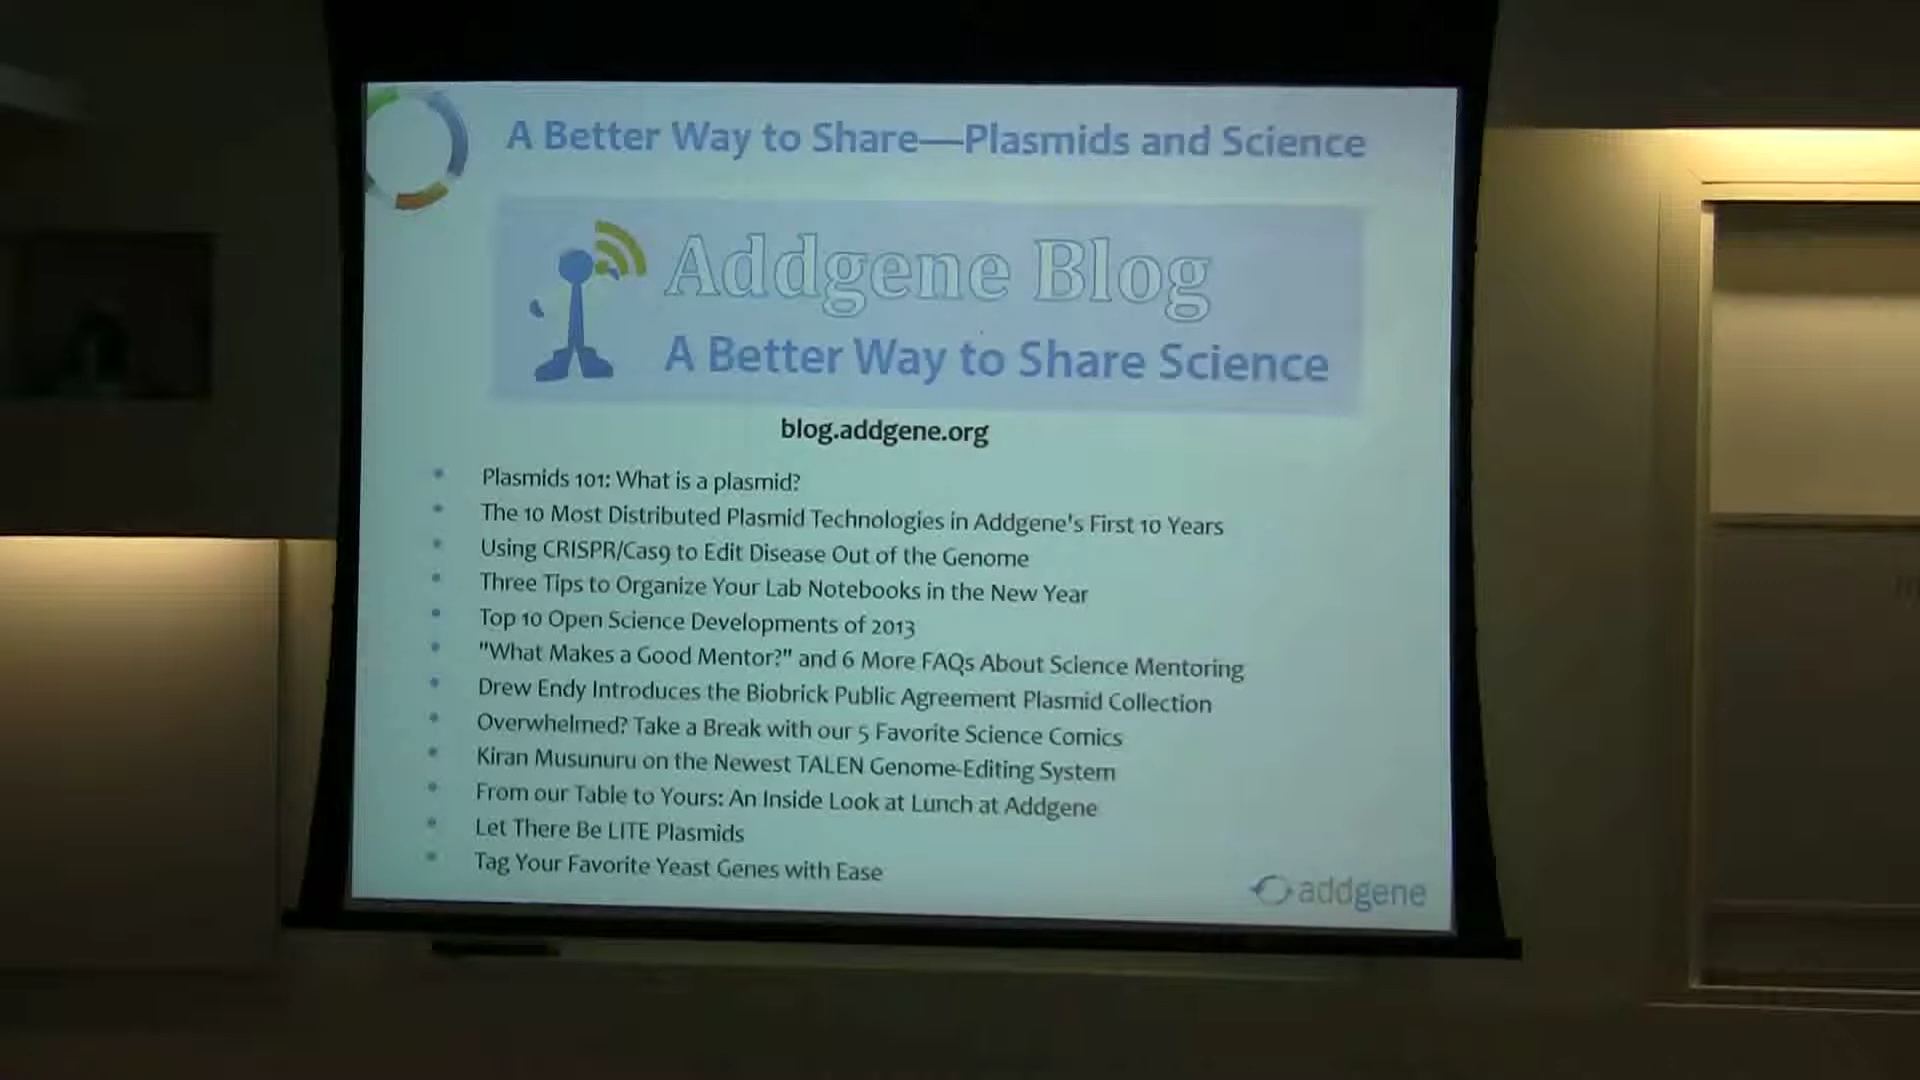 A Better Way to Share—Plasmids and Science
Addgene Blog
A Better Way to Share Science
blog.addgene.org
Plasmids 101: What is a plasmid?
The 10 Most Distributed Plasmid Technologies in Addgene's First 10 Years
Using CRISPR/Cas9 to Edit Disease Out of the Genome
Three Tips to Organize Your Lab Notebooks in the New Year
Top 10 Open Science Developments of 2013
"What Makes a Good Mentor?" and 6 More FAQs About Science Mentoring
Drew Endy Introduces the Biobrick Public Agreement Plasmid Collection
Overwhelmed? Take a Break with our 5 Favorite Science Comics
Kiran Musunuru on the Newest TALEN Genome-Editing System
From our Table to Yours: An Inside Look at Lunch at Addgene
Let There Be LITE Plasmids
Tag Your Favorite Yeast Genes with Ease
addgene